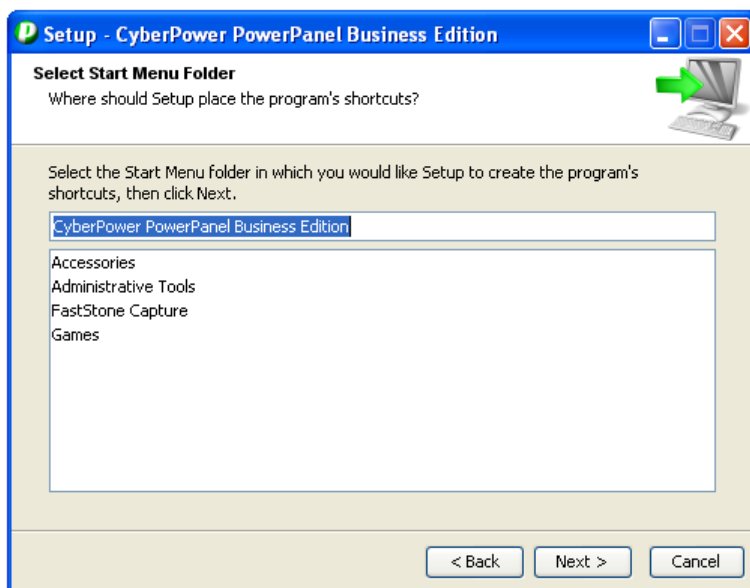 Setup - CyberPower PowerPanel Business Edition
Select Start Menu Folder
Where should Setup place the program's shortcuts?
Select the Start Menu folder in which you would like Setup to create the program's
shortcuts, then click Next.
CyberPower PowerPanel Business Edition
Accessories
Administrative Tools
FastStone Capture
Games
< Back
Next >
Cancel